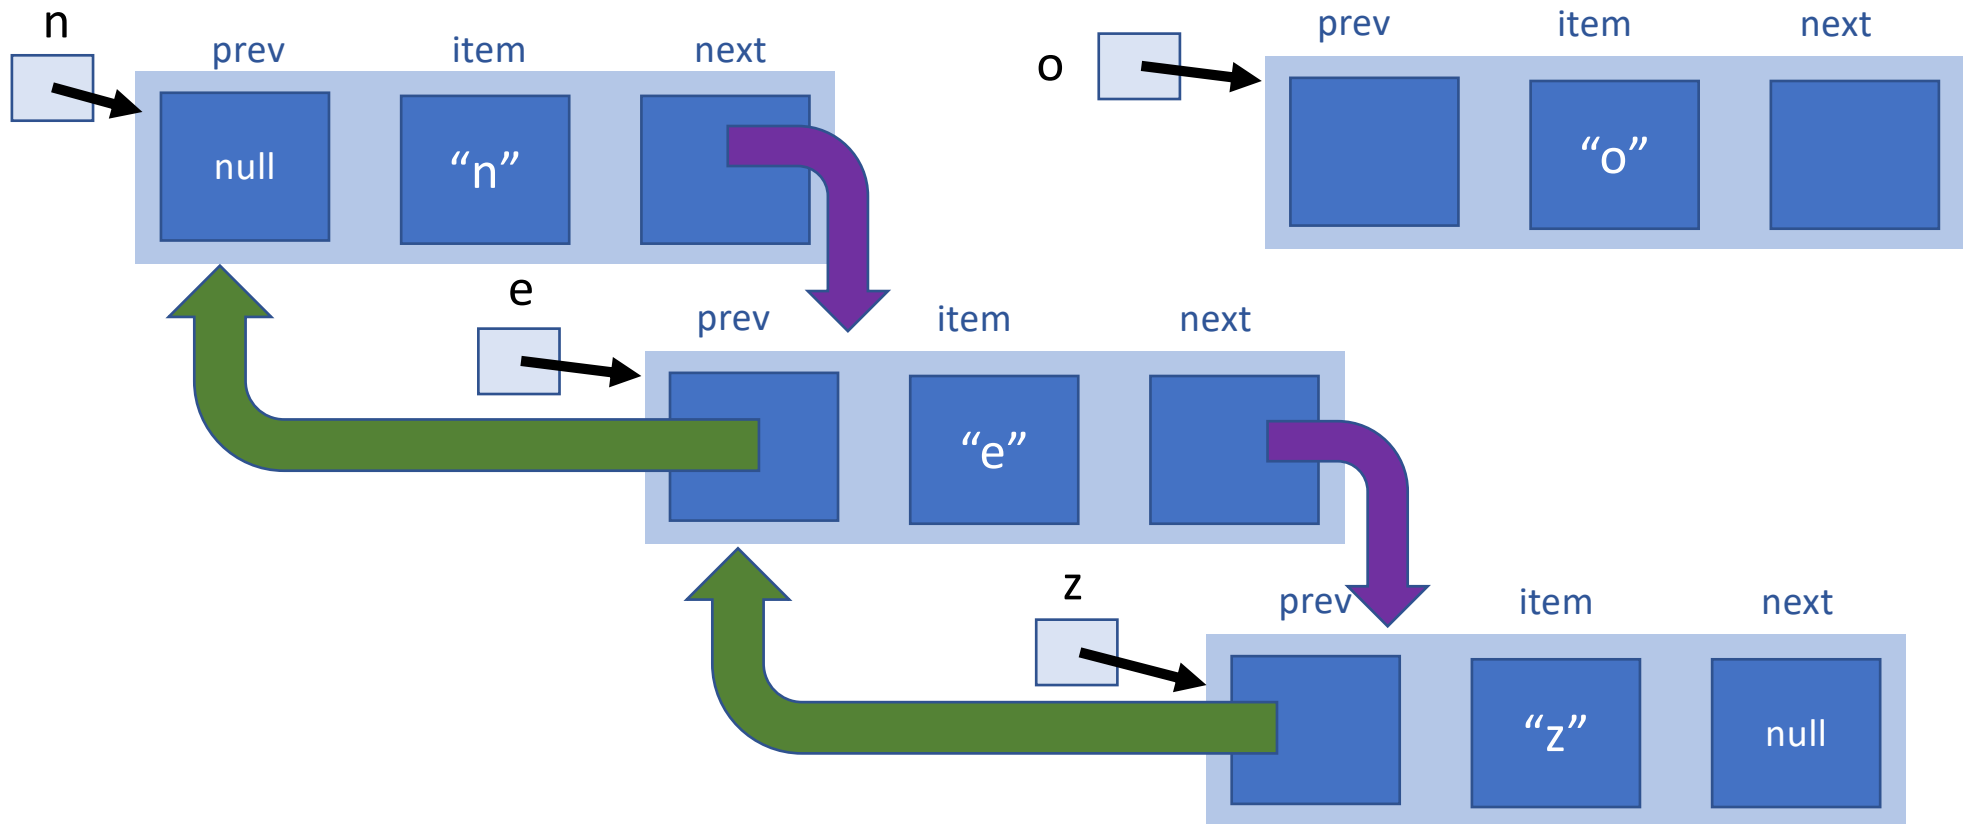 n
prev item next
null “n”
o
prev item next
“o”
e
prev item next
“e”
z
prev item next
“z” null